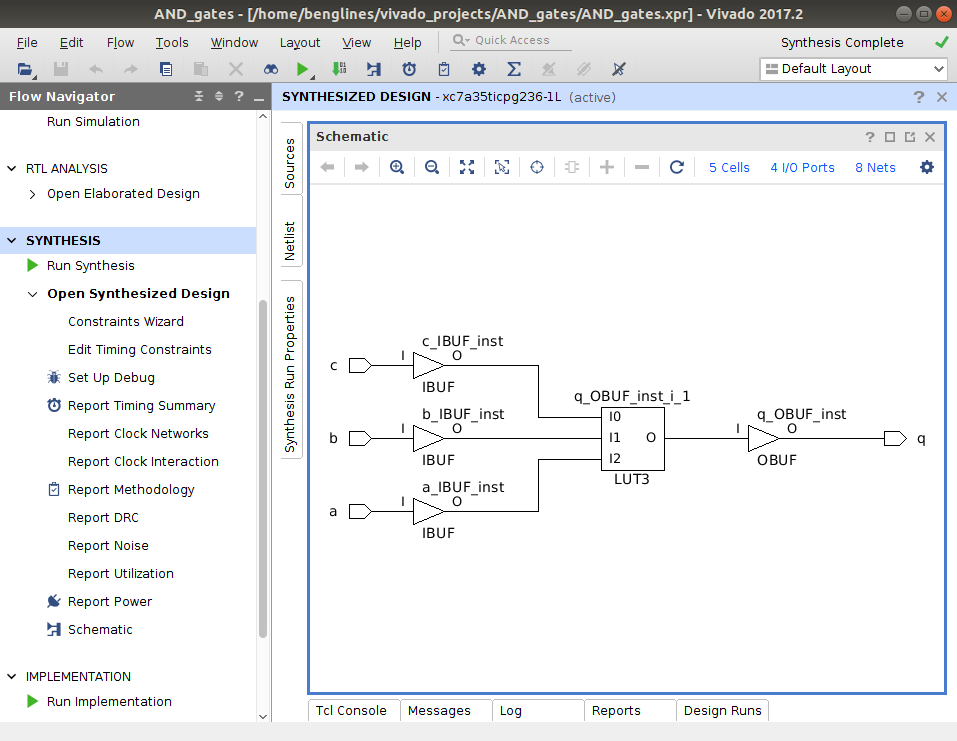 AND_gates - [/home/benglines/vivado_projects/AND_gates/AND_gates.xpr] - Vivado 2017.2
File Edit Flow Tools Window Layout View Help Quick Access Synthesis Complete
Default Layout
Flow Navigator
Run Simulation
RTL ANALYSIS
Open Elaborated Design
SYNTHESIS
Run Synthesis
Open Synthesized Design
Constraints Wizard
Edit Timing Constraints
Set Up Debug
Report Timing Summary
Report Clock Networks
Report Clock Interaction
Report Methodology
Report DRC
Report Noise
Report Utilization
Report Power
Schematic
IMPLEMENTATION
Run Implementation
SYNTHESIZED DESIGN - xc7a35ticpg236-1L (active)
Sources
Netlist
Synthesis Run Properties
Schematic
5 Cells 4 I/O Ports 8 Nets
c_IBUF_inst
c I O
IBUF
b_IBUF_inst
b I O
IBUF
a_IBUF_inst
a I O
IBUF
q_OBUF_inst_i_1
I0
I1 O
I2
LUT3
q_OBUF_inst
I O q
OBUF
Tcl Console Messages Log Reports Design Runs